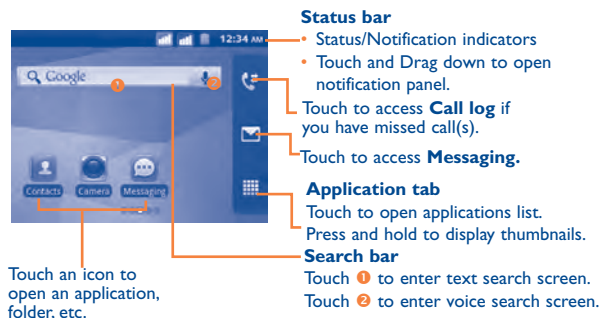 Status bar
• Status/Notification indicators
• Touch and Drag down to open
notification panel.
12:34 AM
Google
❶
❷
Touch to access Call log if
you have missed call(s).
Touch to access Messaging.
Contacts
Camera
Messaging
Application tab
Touch to open applications list.
Press and hold to display thumbnails.
Search bar
Touch ❶ to enter text search screen.
Touch ❷ to enter voice search screen.
Touch an icon to
open an application,
folder, etc.